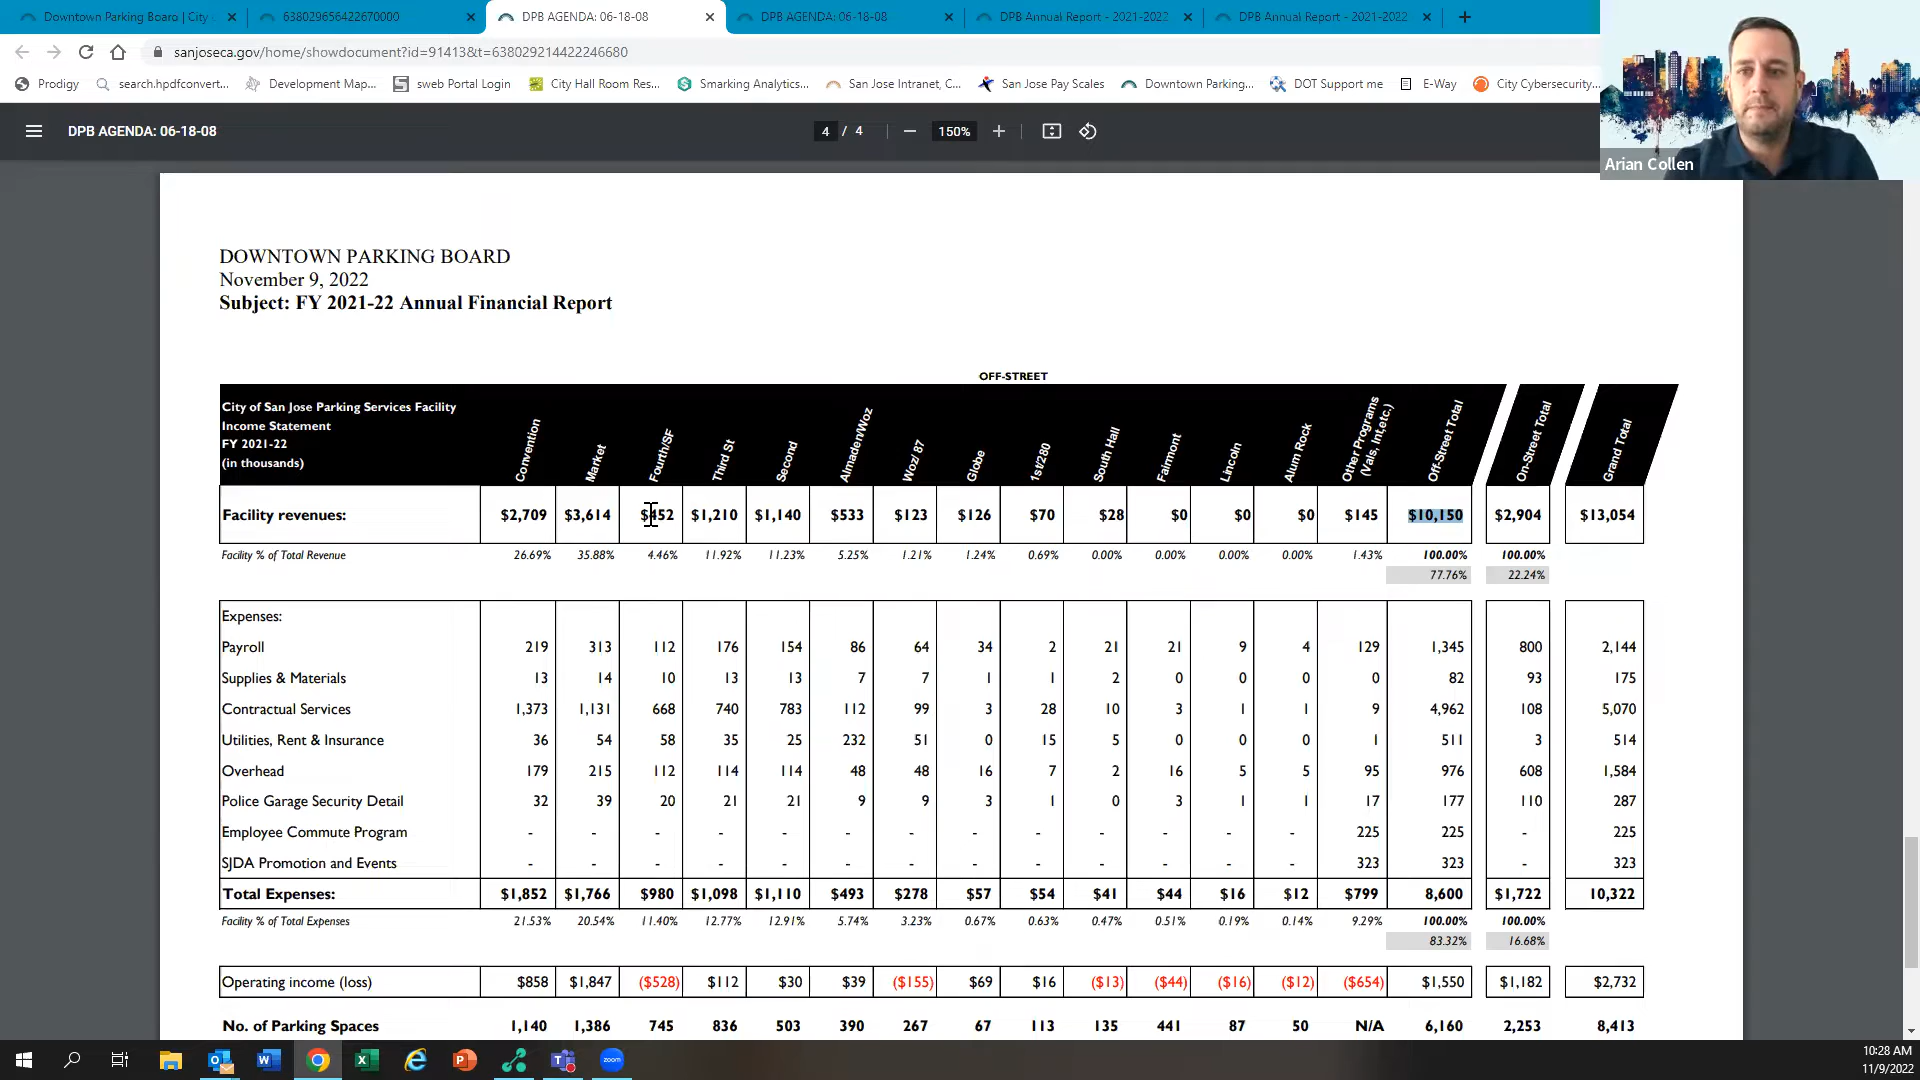 Downtown Parking Board | City
638029656422670000
DPB AGENDA: 06-18-08
DPB AGENDA: 06-18-08
DPB Annual Report - 2021-2022
DPB Annual Report - 2021-2022
sanjoseca.gov/home/showdocument?id=91413&t=638029214422246680
Prodigy
search.hpdfconvert...
Development Map...
sweb Portal Login
City Hall Room Res...
Smarking Analytics...
San Jose Intranet, C...
San Jose Pay Scales
Downtown Parking...
DOT Support me
E-Way
City Cybersecurity...
DPB AGENDA: 06-18-08
4 / 4
150%
Arian Collen
DOWNTOWN PARKING BOARD
November 9, 2022
Subject: FY 2021-22 Annual Financial Report
OFF-STREET
City of San Jose Parking Services Facility
Income Statement
FY 2021-22
(in thousands)
Convention
Market
Fourth/SF
Third St
Second
Almaden/Woz
Woz/ 87
Globe
1st/280
South Hall
Fairmont
Lincoln
Alum Rock
Other Programs
(Vals, Int,etc.)
Off-Street Total
On-Street Total
Grand Total
Facility revenues: $2,709 $3,614 $452 $1,210 $1,140 $533 $123 $126 $70 $28 $0 $0 $0 $145 $10,150 $2,904 $13,054
Facility % of Total Revenue 26.69% 35.88% 4.46% 11.92% 11.23% 5.25% 1.21% 1.24% 0.69% 0.00% 0.00% 0.00% 0.00% 1.43% 100.00% 100.00%
77.76% 22.24%
Expenses:
Payroll 219 313 112 176 154 86 64 34 2 21 21 9 4 129 1,345 800 2,144
Supplies & Materials 13 14 10 13 13 7 7 1 1 2 0 0 0 0 82 93 175
Contractual Services 1,373 1,131 668 740 783 112 99 3 28 10 3 1 1 9 4,962 108 5,070
Utilities, Rent & Insurance 36 54 58 35 25 232 51 0 15 5 0 0 0 1 511 3 514
Overhead 179 215 112 114 114 48 48 16 7 2 16 5 5 95 976 608 1,584
Police Garage Security Detail 32 39 20 21 21 9 9 3 1 0 3 1 1 17 177 110 287
Employee Commute Program - - - - - - - - - - - - - 225 225 - 225
SJDA Promotion and Events - - - - - - - - - - - - - 323 323 - 323
Total Expenses: $1,852 $1,766 $980 $1,098 $1,110 $493 $278 $57 $54 $41 $44 $16 $12 $799 8,600 $1,722 10,322
Facility % of Total Expenses 21.53% 20.54% 11.40% 12.77% 12.91% 5.74% 3.23% 0.67% 0.63% 0.47% 0.51% 0.19% 0.14% 9.29% 100.00% 100.00%
83.32% 16.68%
Operating income (loss) $858 $1,847 ($528) $112 $30 $39 ($155) $69 $16 ($13) ($44) ($16) ($12) ($654) $1,550 $1,182 $2,732
No. of Parking Spaces 1,140 1,386 745 836 503 390 267 67 113 135 441 87 50 N/A 6,160 2,253 8,413
zoom
10:28 AM
11/9/2022